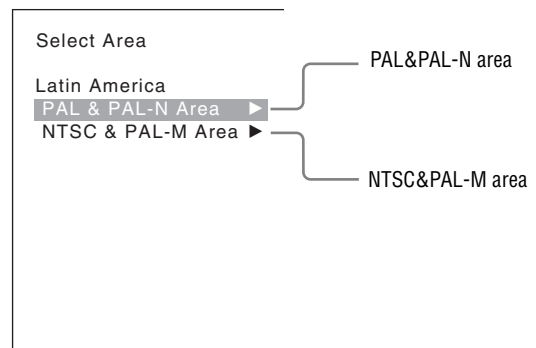 Select Area
Latin America
PAL & PAL-N Area ►
NTSC & PAL-M Area ►
PAL&PAL-N area
NTSC&PAL-M area